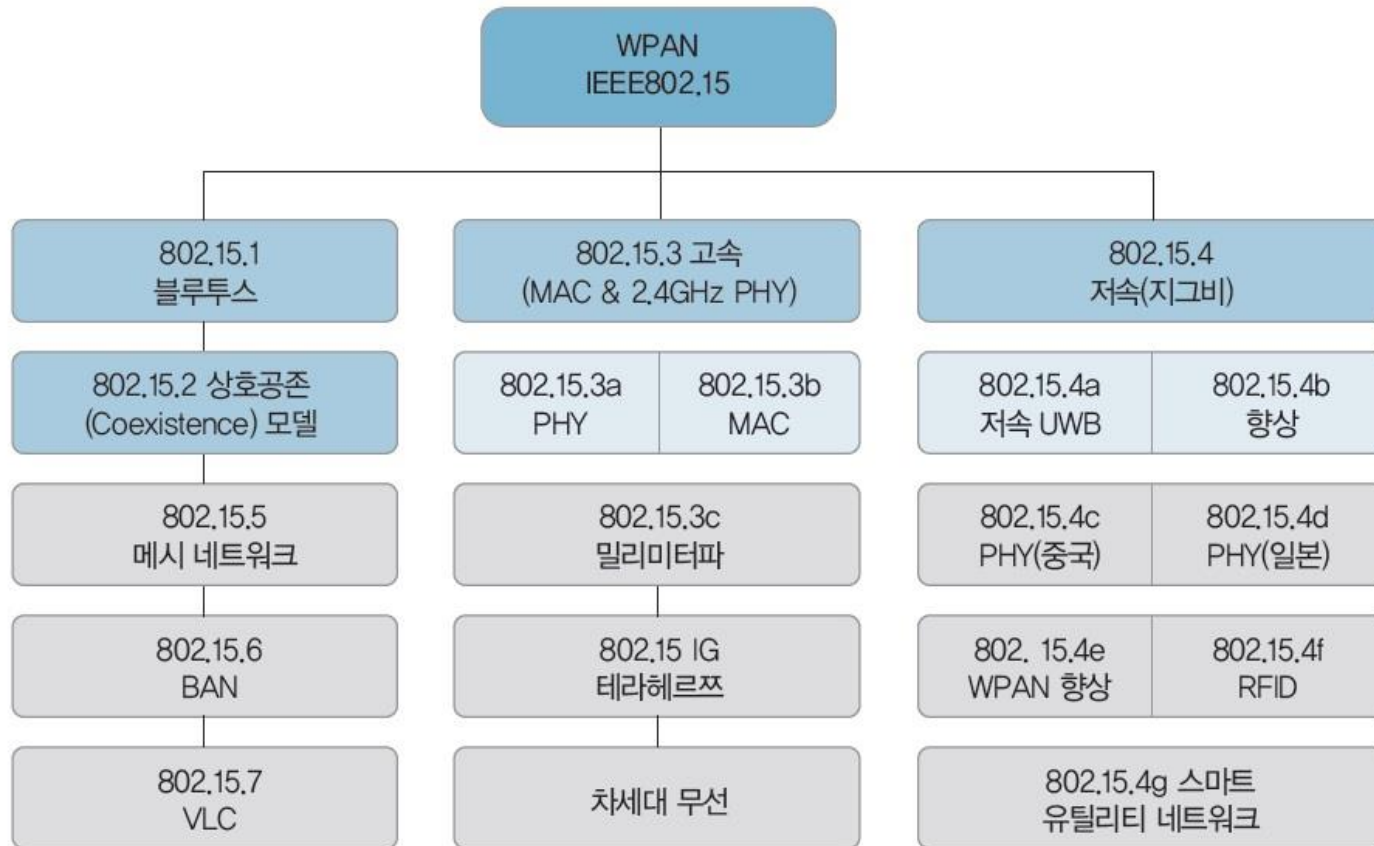 WPAN
IEEE802.15
802.15.1
블루투스
802.15.3 고속
(MAC & 2.4GHz PHY)
802.15.4
저속(지그비)
802.15.2 상호공존
(Coexistence) 모델
802.15.3a
PHY
802.15.3b
MAC
802.15.4a
저속 UWB
802.15.4b
향상
802.15.5
메시 네트워크
802.15.3c
밀리미터파
802.15.4c
PHY(중국)
802.15.4d
PHY(일본)
802.15.6
BAN
802.15 IG
테라헤르쯔
802. 15.4e
WPAN 향상
802.15.4f
RFID
802.15.7
VLC
차세대 무선
802.15.4g 스마트
유틸리티 네트워크